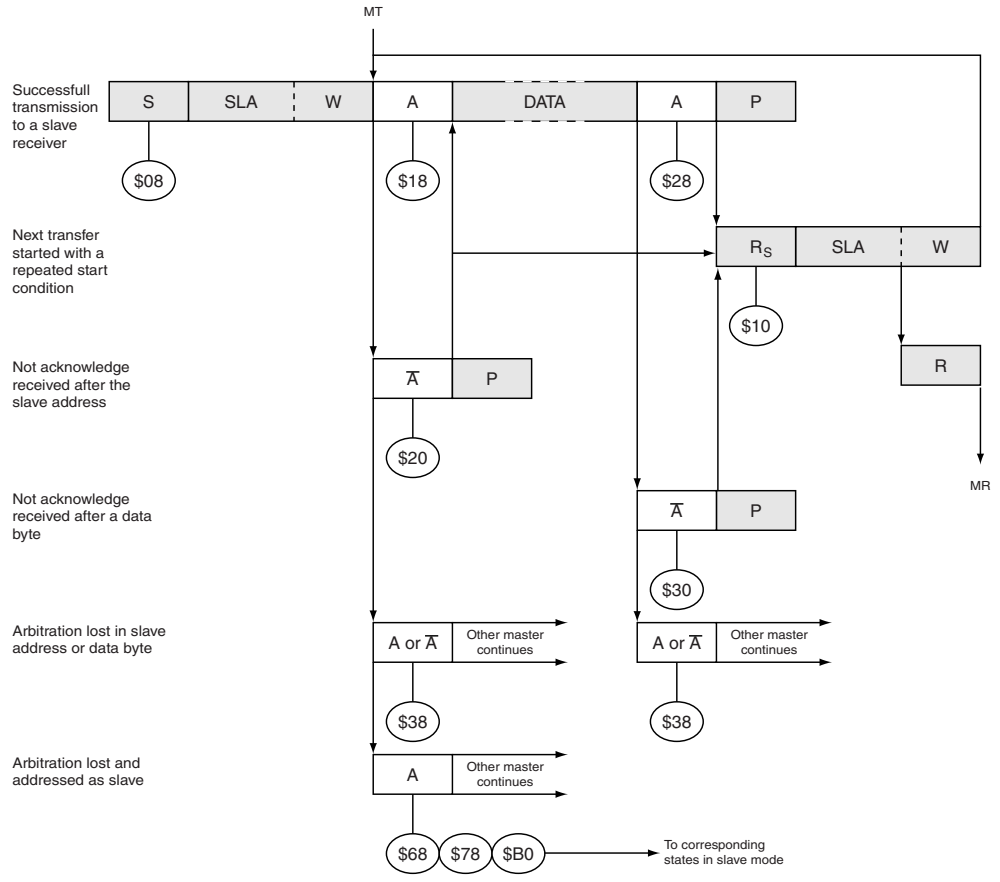 MT
Successfull
transmission
to a slave
receiver
S SLA W A DATA A P
$08 $18 $28
Next transfer
started with a
repeated start
condition
RS SLA W
$10
Not acknowledge
received after the
slave address
A̅ P
R
$20
MR
Not acknowledge
received after a data
byte
A̅ P
$30
Arbitration lost in slave
address or data byte
A or A̅ Other master
continues
A or A̅ Other master
continues
$38 $38
Arbitration lost and
addressed as slave
A Other master
continues
$68 $78 $B0
To corresponding
states in slave mode